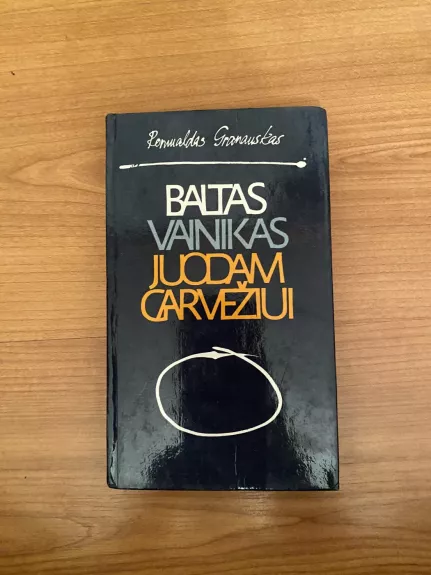 Romualdas Granauskas
BALTAS
VAINIKAS
JUODAM
GARVEŽIUI